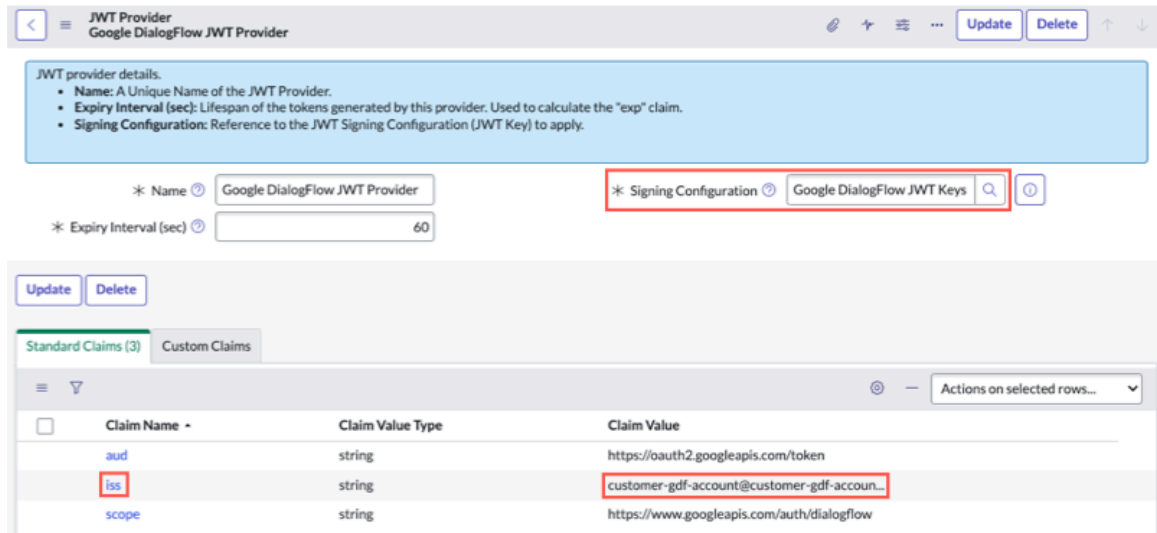 JWT Provider
Google DialogFlow JWT Provider
Update
Delete
JWT provider details.
• Name: A Unique Name of the JWT Provider.
• Expiry Interval (sec): Lifespan of the tokens generated by this provider. Used to calculate the "exp" claim.
• Signing Configuration: Reference to the JWT Signing Configuration (JWT Key) to apply.
Name Google DialogFlow JWT Provider
Signing Configuration Google DialogFlow JWT Keys
Expiry Interval (sec) 60
Update Delete
Standard Claims (3) Custom Claims
Actions on selected rows...
Claim Name Claim Value Type Claim Value
aud string https://oauth2.googleapis.com/token
iss string customer-gdf-account@customer-gdf-accoun...
scope string https://www.googleapis.com/auth/dialogflow